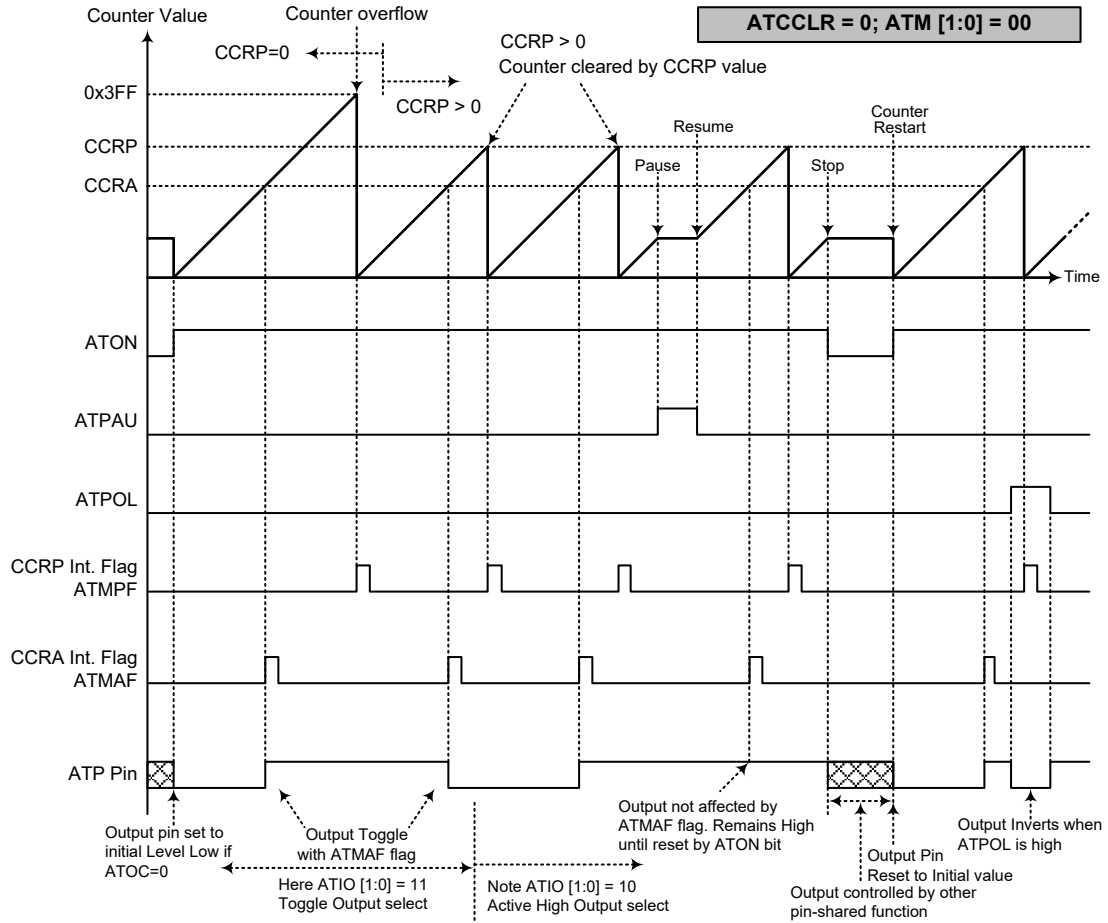 Counter Value
Counter overflow
ATCCLR = 0; ATM [1:0] = 00
CCRP=0
CCRP > 0
CCRP > 0
Counter cleared by CCRP value
0x3FF
CCRP
CCRA
Pause
Resume
Stop
Counter
Restart
Time
ATON
ATPAU
ATPOL
CCRP Int. Flag
ATMPF
CCRA Int. Flag
ATMAF
ATP Pin
Output pin set to
initial Level Low if
ATOC=0
Output Toggle
with ATMAF flag
Here ATIO [1:0] = 11
Toggle Output select
Note ATIO [1:0] = 10
Active High Output select
Output not affected by
ATMAF flag. Remains High
until reset by ATON bit
Output Pin
Reset to Initial value
Output controlled by other
pin-shared function
Output Inverts when
ATPOL is high